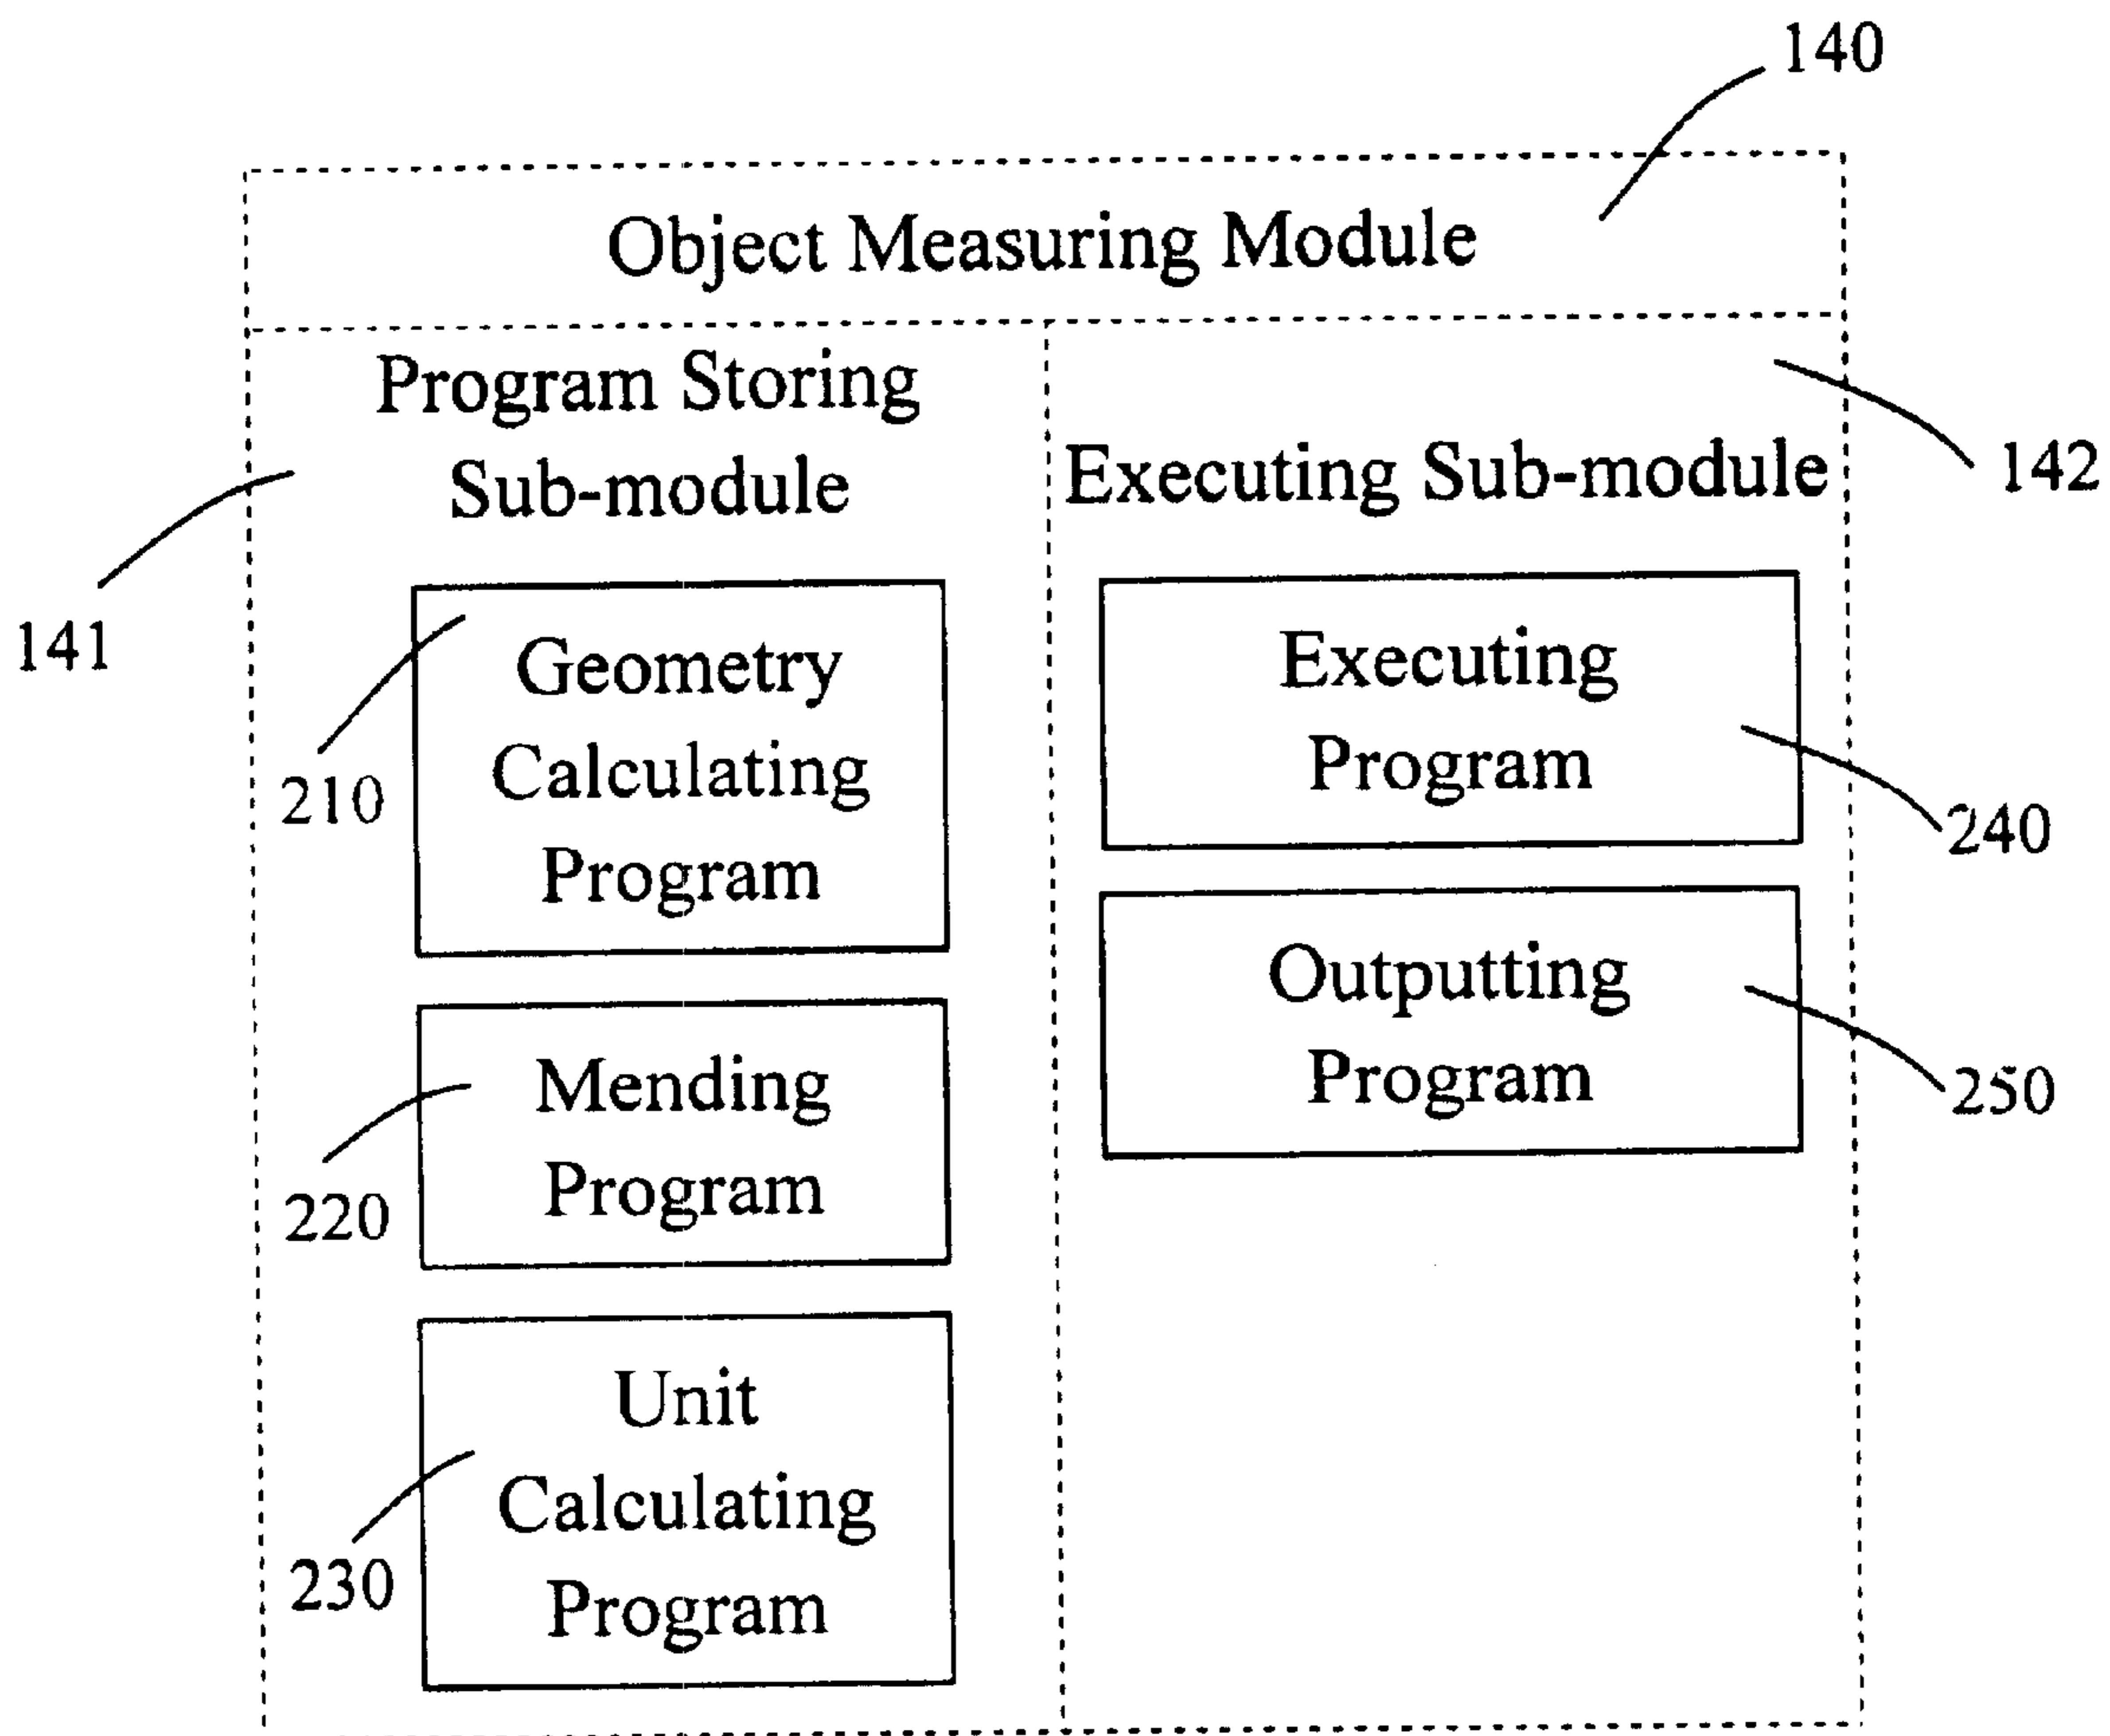 140
Object Measuring Module
Program Storing
Sub-module
141
Geometry
Calculating
Program
210
Mending
Program
220
Unit
Calculating
Program
230
142
Executing Sub-module
Executing
Program
240
Outputting
Program
250